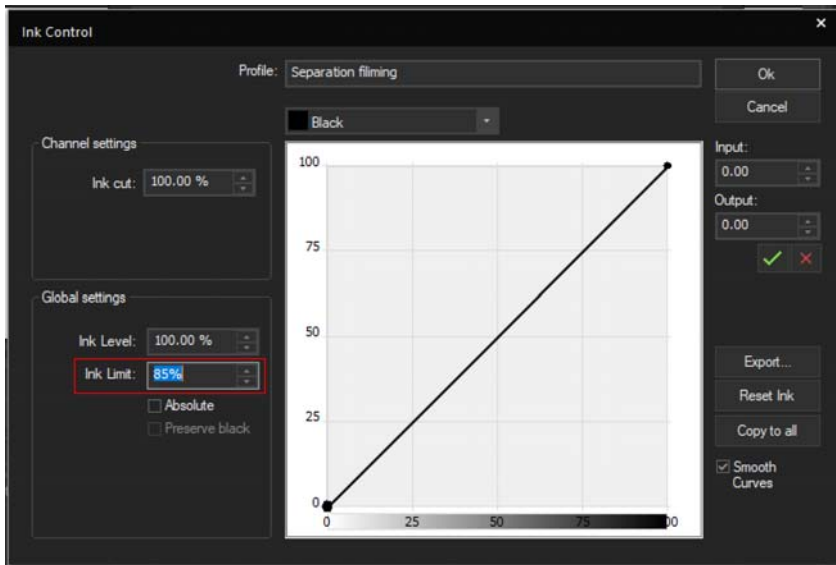 Ink Control
×
Profile: Separation filiming
Ok
Black
Cancel
Channel settings
Ink cut: 100.00 %
Input:
0.00
Output:
0.00
Global settings
Ink Level: 100.00 %
Ink Limit: 85%
Absolute
Preserve black
Export...
Reset Ink
Copy to all
Smooth
Curves
100
75
50
25
0
0 25 50 75 00